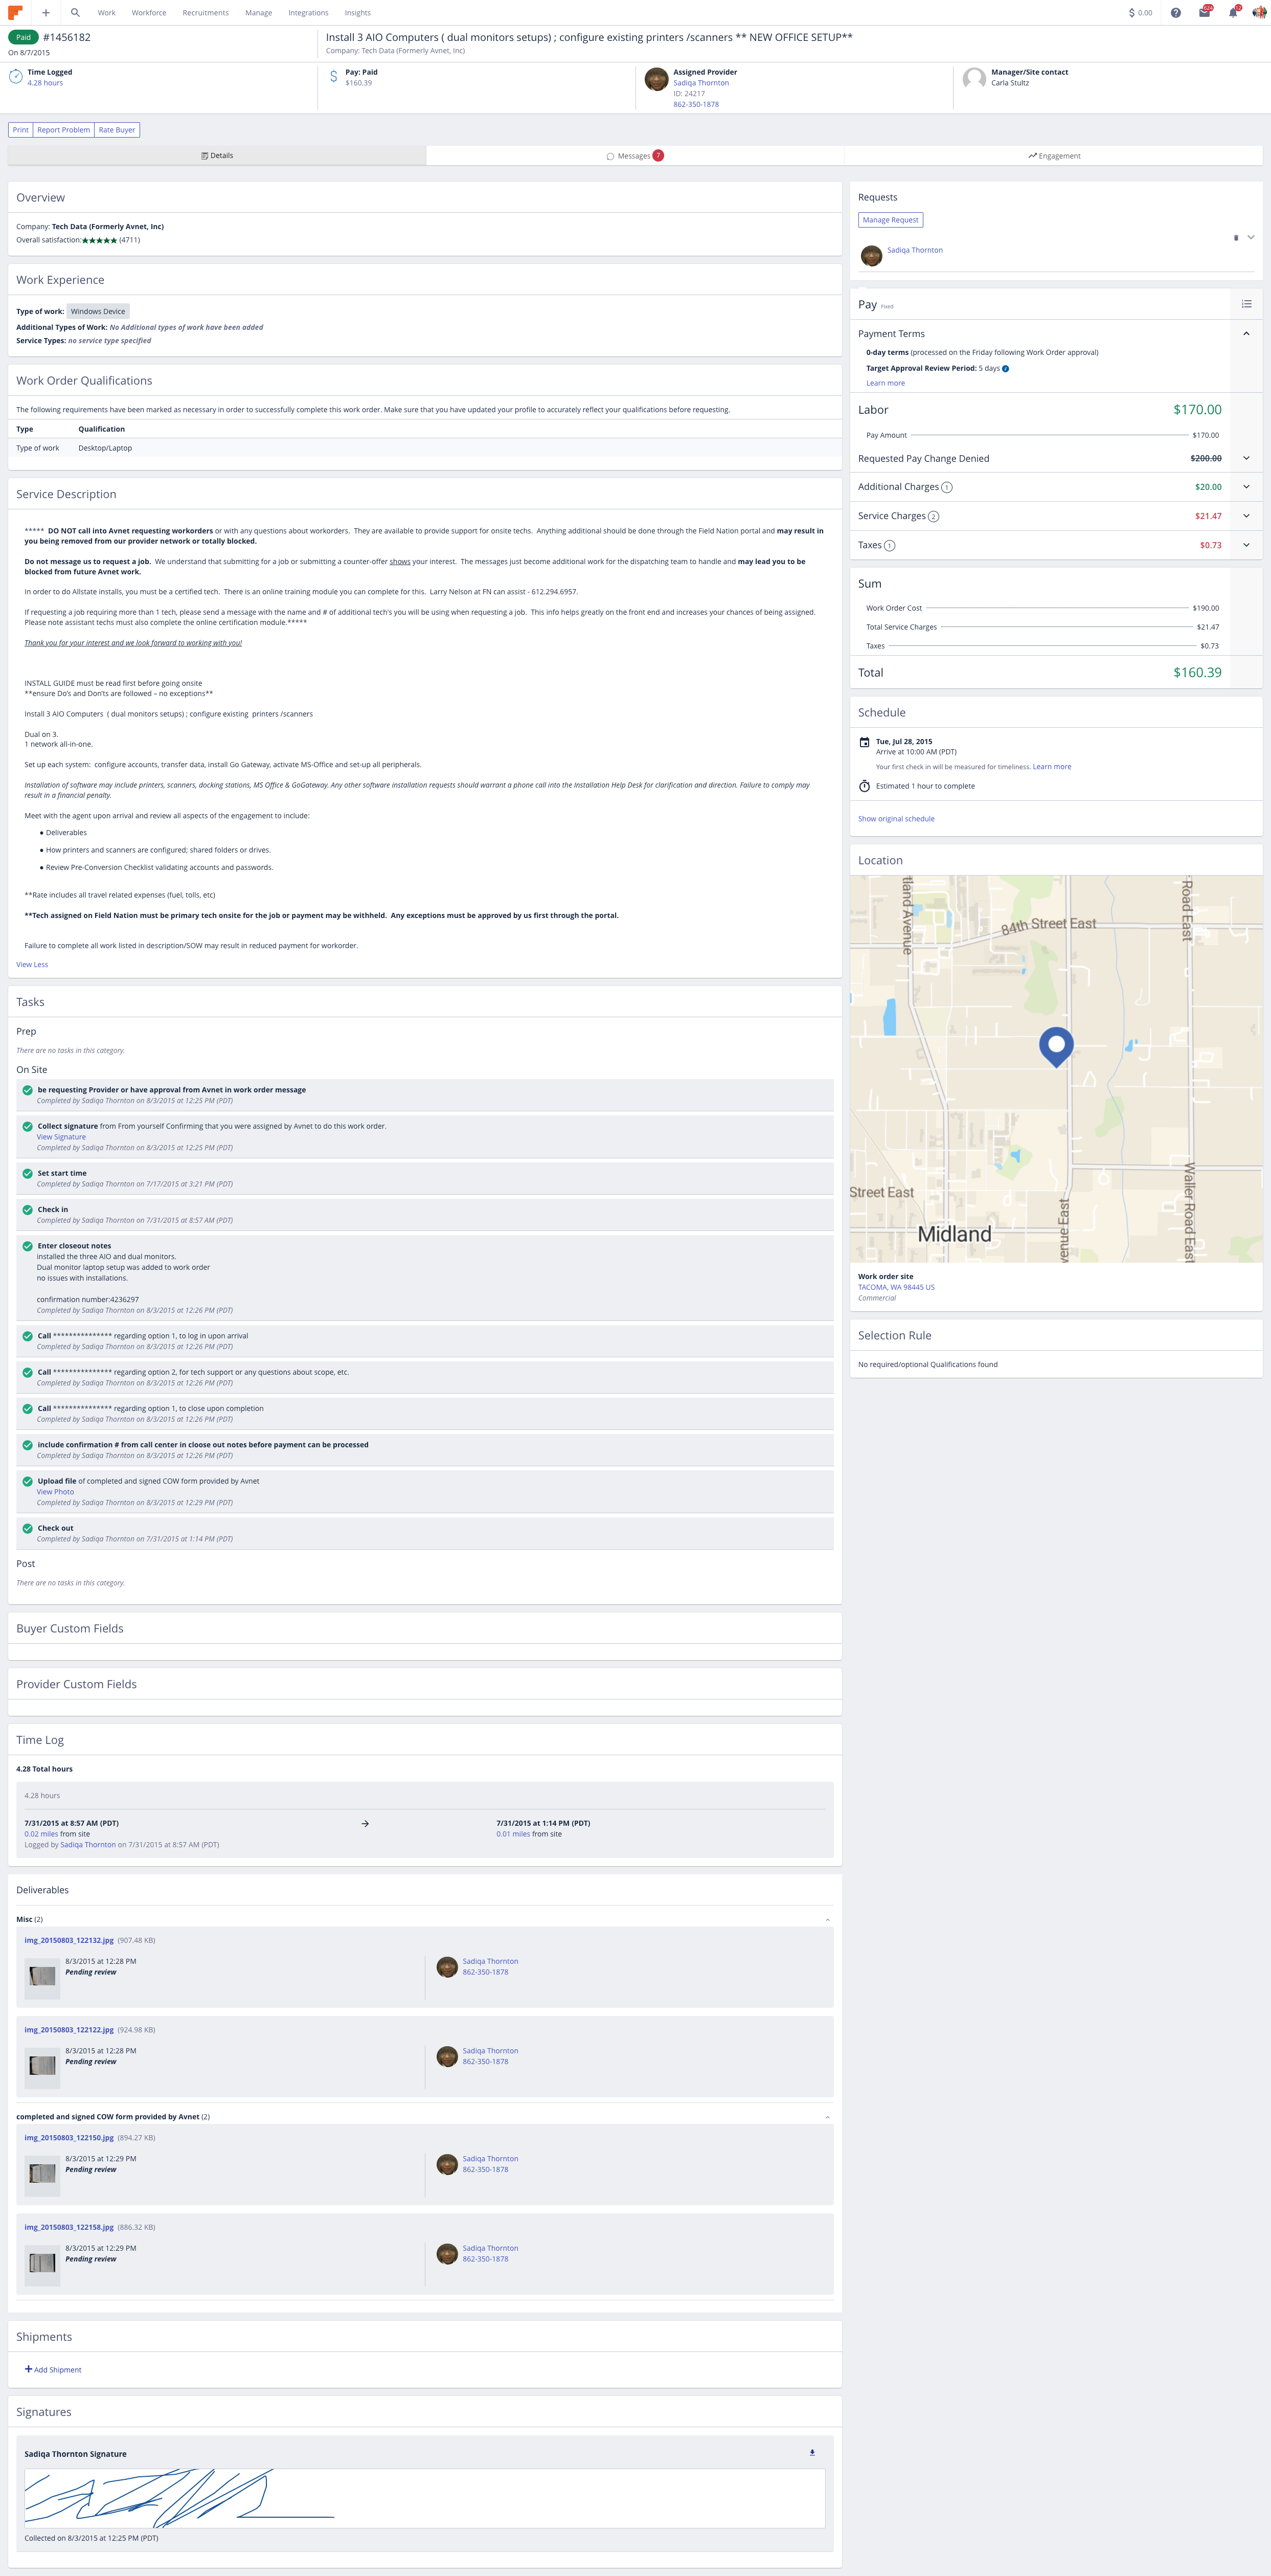 Work Workforce Recruitments Manage Integrations Insights
$ 0.00
Paid #1456182
On 8/7/2015
Install 3 AIO Computers ( dual monitors setups) ; configure existing printers /scanners ** NEW OFFICE SETUP**
Company: Tech Data (Formerly Avnet, Inc)
Time Logged
4.28 hours
Pay: Paid
$160.39
Assigned Provider
Sadiqa Thornton
ID: 24217
862-350-1878
Manager/Site contact
Carla Stultz
Print Report Problem Rate Buyer
Details Messages 7 Engagement
Overview
Company: Tech Data (Formerly Avnet, Inc)
Overall satisfaction:★★★★★ (4711)
Work Experience
Type of work: Windows Device
Additional Types of Work: No Additional types of work have been added
Service Types: no service type specified
Work Order Qualifications
The following requirements have been marked as necessary in order to successfully complete this work order. Make sure that you have updated your profile to accurately reflect your qualifications before requesting.
Type Qualification
Type of work Desktop/Laptop
Service Description
***** DO NOT call into Avnet requesting workorders or with any questions about workorders. They are available to provide support for onsite techs. Anything additional should be done through the Field Nation portal and may result in
you being removed from our provider network or totally blocked.
Do not message us to request a job. We understand that submitting for a job or submitting a counter-offer shows your interest. The messages just become additional work for the dispatching team to handle and may lead you to be
blocked from future Avnet work.
In order to do Allstate installs, you must be a certified tech. There is an online training module you can complete for this. Larry Nelson at FN can assist - 612.294.6957.
If requesting a job requiring more than 1 tech, please send a message with the name and # of additional tech's you will be using when requesting a job. This info helps greatly on the front end and increases your chances of being assigned.
Please note assistant techs must also complete the online certification module.*****
Thank you for your interest and we look forward to working with you!
INSTALL GUIDE must be read first before going onsite
**ensure Do's and Don'ts are followed – no exceptions**
Install 3 AIO Computers ( dual monitors setups) ; configure existing printers /scanners
Dual on 3.
1 network all-in-one.
Set up each system: configure accounts, transfer data, install Go Gateway, activate MS-Office and set-up all peripherals.
Installation of software may include printers, scanners, docking stations, MS Office & GoGateway. Any other software installation requests should warrant a phone call into the Installation Help Desk for clarification and direction. Failure to comply may
result in a financial penalty.
Meet with the agent upon arrival and review all aspects of the engagement to include:
● Deliverables
● How printers and scanners are configured; shared folders or drives.
● Review Pre-Conversion Checklist validating accounts and passwords.
**Rate includes all travel related expenses (fuel, tolls, etc)
**Tech assigned on Field Nation must be primary tech onsite for the job or payment may be withheld. Any exceptions must be approved by us first through the portal.
Failure to complete all work listed in description/SOW may result in reduced payment for workorder.
View Less
Tasks
Prep
There are no tasks in this category.
On Site
be requesting Provider or have approval from Avnet in work order message
Completed by Sadiqa Thornton on 8/3/2015 at 12:25 PM (PDT)
Collect signature from From yourself Confirming that you were assigned by Avnet to do this work order.
View Signature
Completed by Sadiqa Thornton on 8/3/2015 at 12:25 PM (PDT)
Set start time
Completed by Sadiqa Thornton on 7/17/2015 at 3:21 PM (PDT)
Check in
Completed by Sadiqa Thornton on 7/31/2015 at 8:57 AM (PDT)
Enter closeout notes
installed the three AIO and dual monitors.
Dual monitor laptop setup was added to work order
no issues with installations.
confirmation number:4236297
Completed by Sadiqa Thornton on 8/3/2015 at 12:26 PM (PDT)
Call *************** regarding option 1, to log in upon arrival
Completed by Sadiqa Thornton on 8/3/2015 at 12:26 PM (PDT)
Call *************** regarding option 2, for tech support or any questions about scope, etc.
Completed by Sadiqa Thornton on 8/3/2015 at 12:26 PM (PDT)
Call *************** regarding option 1, to close upon completion
Completed by Sadiqa Thornton on 8/3/2015 at 12:26 PM (PDT)
include confirmation # from call center in cloose out notes before payment can be processed
Completed by Sadiqa Thornton on 8/3/2015 at 12:26 PM (PDT)
Upload file of completed and signed COW form provided by Avnet
View Photo
Completed by Sadiqa Thornton on 8/3/2015 at 12:29 PM (PDT)
Check out
Completed by Sadiqa Thornton on 7/31/2015 at 1:14 PM (PDT)
Post
There are no tasks in this category.
Buyer Custom Fields
Provider Custom Fields
Time Log
4.28 Total hours
4.28 hours
7/31/2015 at 8:57 AM (PDT) → 7/31/2015 at 1:14 PM (PDT)
0.02 miles from site 0.01 miles from site
Logged by Sadiqa Thornton on 7/31/2015 at 8:57 AM (PDT)
Deliverables
Misc (2)
img_20150803_122132.jpg (907.48 KB)
8/3/2015 at 12:28 PM Sadiqa Thornton
Pending review 862-350-1878
img_20150803_122122.jpg (924.98 KB)
8/3/2015 at 12:28 PM Sadiqa Thornton
Pending review 862-350-1878
completed and signed COW form provided by Avnet (2)
img_20150803_122150.jpg (894.27 KB)
8/3/2015 at 12:29 PM Sadiqa Thornton
Pending review 862-350-1878
img_20150803_122158.jpg (886.32 KB)
8/3/2015 at 12:29 PM Sadiqa Thornton
Pending review 862-350-1878
Shipments
+ Add Shipment
Signatures
Sadiqa Thornton Signature
Collected on 8/3/2015 at 12:25 PM (PDT)
Requests
Manage Request
Sadiqa Thornton
Pay Fixed
Payment Terms
0-day terms (processed on the Friday following Work Order approval)
Target Approval Review Period: 5 days
Learn more
Labor $170.00
Pay Amount $170.00
Requested Pay Change Denied $200.00
Additional Charges 1 $20.00
Service Charges 2 $21.47
Taxes 1 $0.73
Sum
Work Order Cost $190.00
Total Service Charges $21.47
Taxes $0.73
Total $160.39
Schedule
Tue, Jul 28, 2015
Arrive at 10:00 AM (PDT)
Your first check in will be measured for timeliness. Learn more
Estimated 1 hour to complete
Show original schedule
Location
tland Avenue
84th Street East
Road East
Street East
Midland
venue East
Waller Road East
Work order site
TACOMA, WA 98445 US
Commercial
Selection Rule
No required/optional Qualifications found